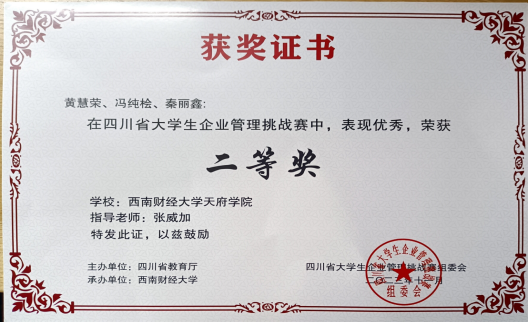 获奖证书
黄慧荣、冯纯桧、秦丽鑫:
在四川省大学生企业管理挑战赛中，表现优秀，荣获
二等奖
学校：西南财经大学天府学院
指导老师：张威加
特发此证，以兹鼓励
主办单位：四川省教育厅
承办单位：西南财经大学
四川省大学生企业管理挑战赛组委会
组委会